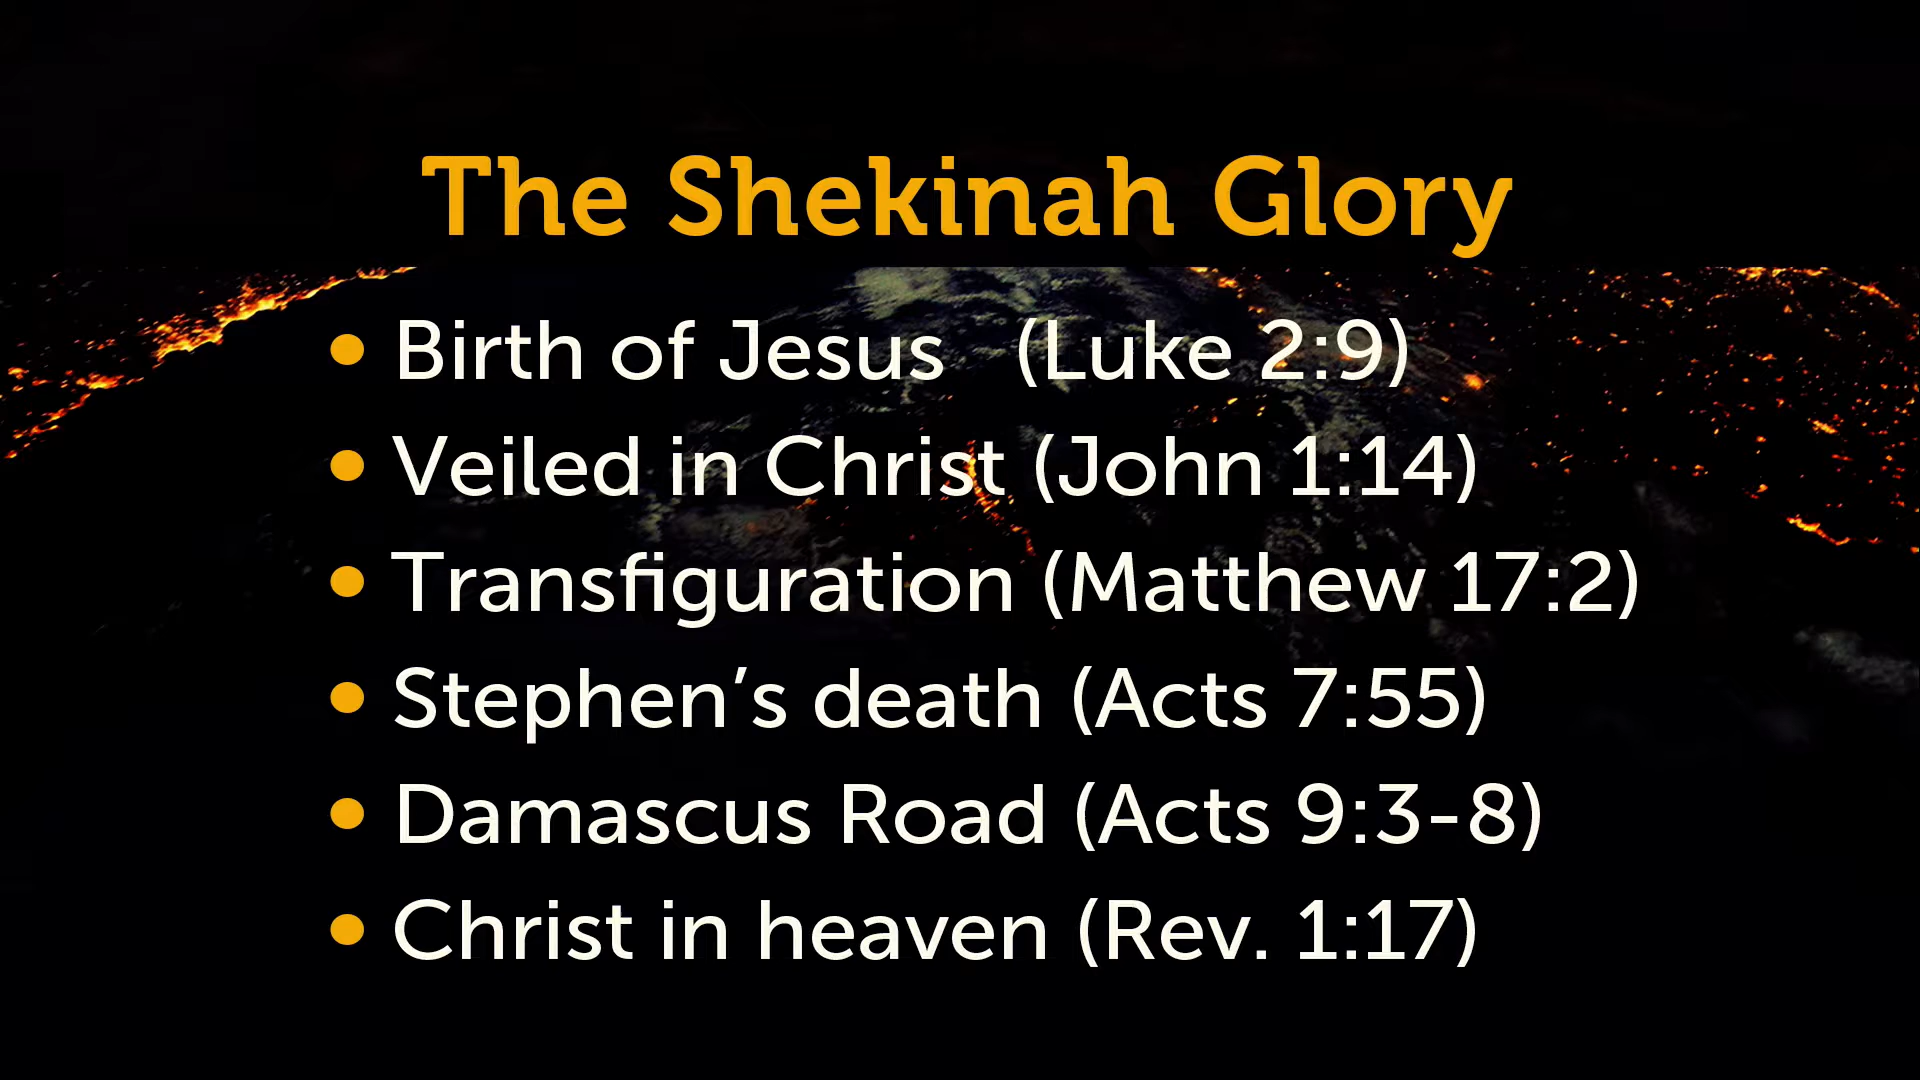 The Shekinah Glory
• Birth of Jesus (Luke 2:9)
• Veiled in Christ (John 1:14)
• Transfiguration (Matthew 17:2)
• Stephen’s death (Acts 7:55)
• Damascus Road (Acts 9:3-8)
• Christ in heaven (Rev. 1:17)